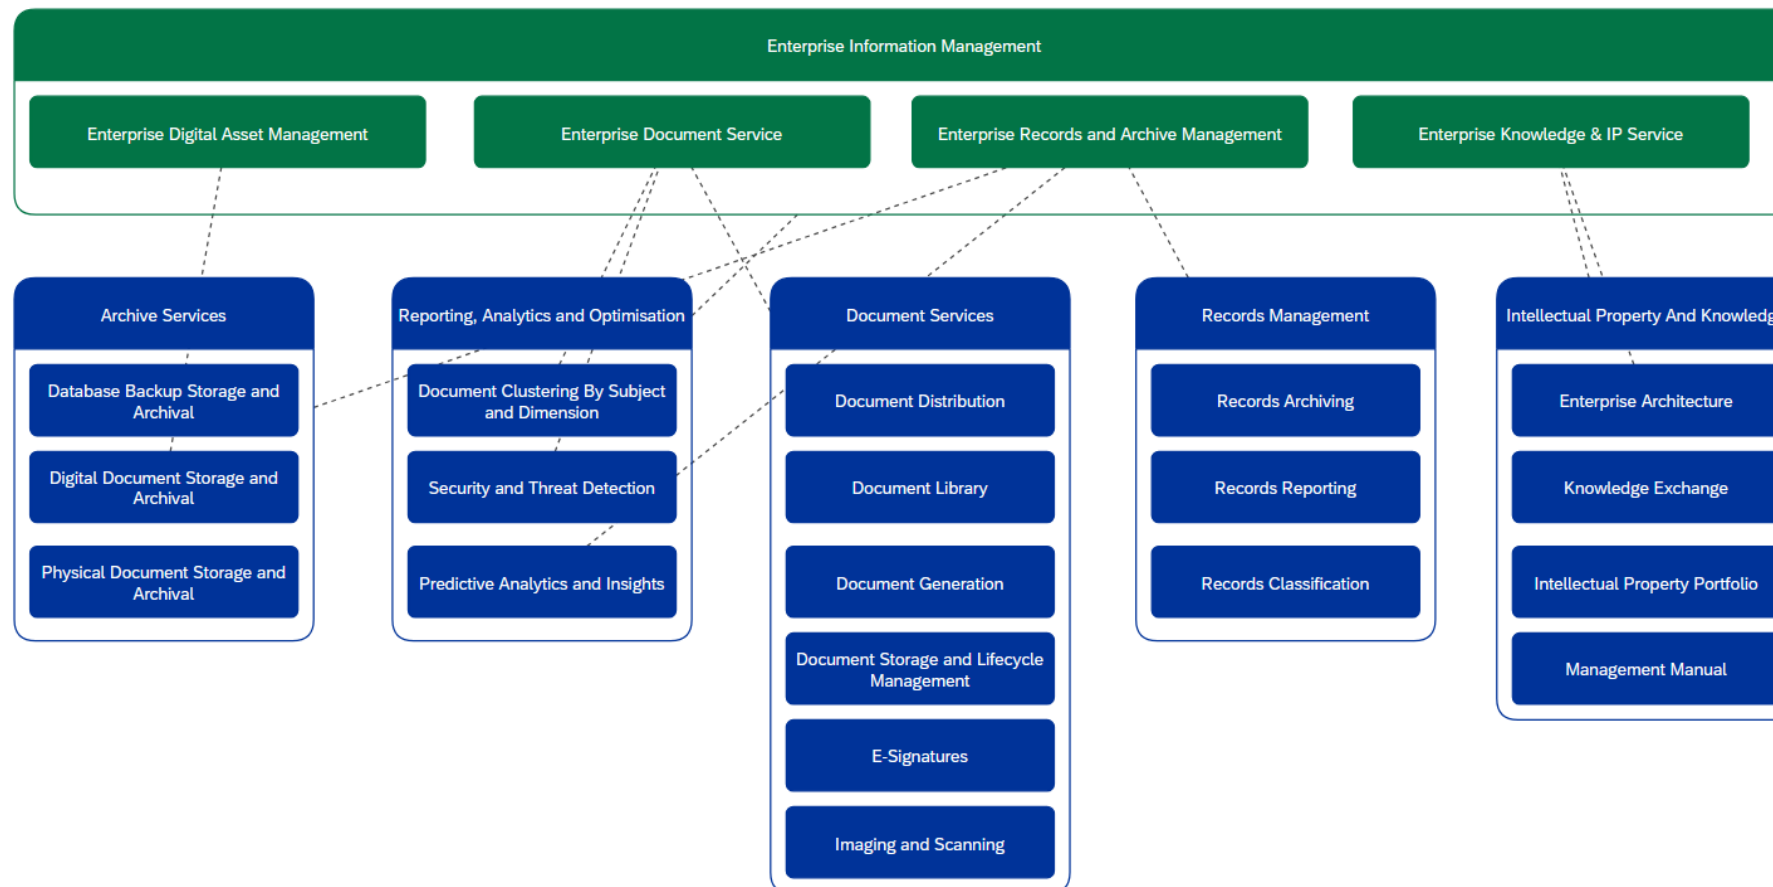 Enterprise Information Management
Enterprise Digital Asset Management
Enterprise Document Service
Enterprise Records and Archive Management
Enterprise Knowledge & IP Service
Archive Services
Database Backup Storage and
Archival
Digital Document Storage and
Archival
Physical Document Storage and
Archival
Reporting, Analytics and Optimisation
Document Clustering By Subject
and Dimension
Security and Threat Detection
Predictive Analytics and Insights
Document Services
Document Distribution
Document Library
Document Generation
Document Storage and Lifecycle
Management
E-Signatures
Imaging and Scanning
Records Management
Records Archiving
Records Reporting
Records Classification
Intellectual Property And Knowledg
Enterprise Architecture
Knowledge Exchange
Intellectual Property Portfolio
Management Manual